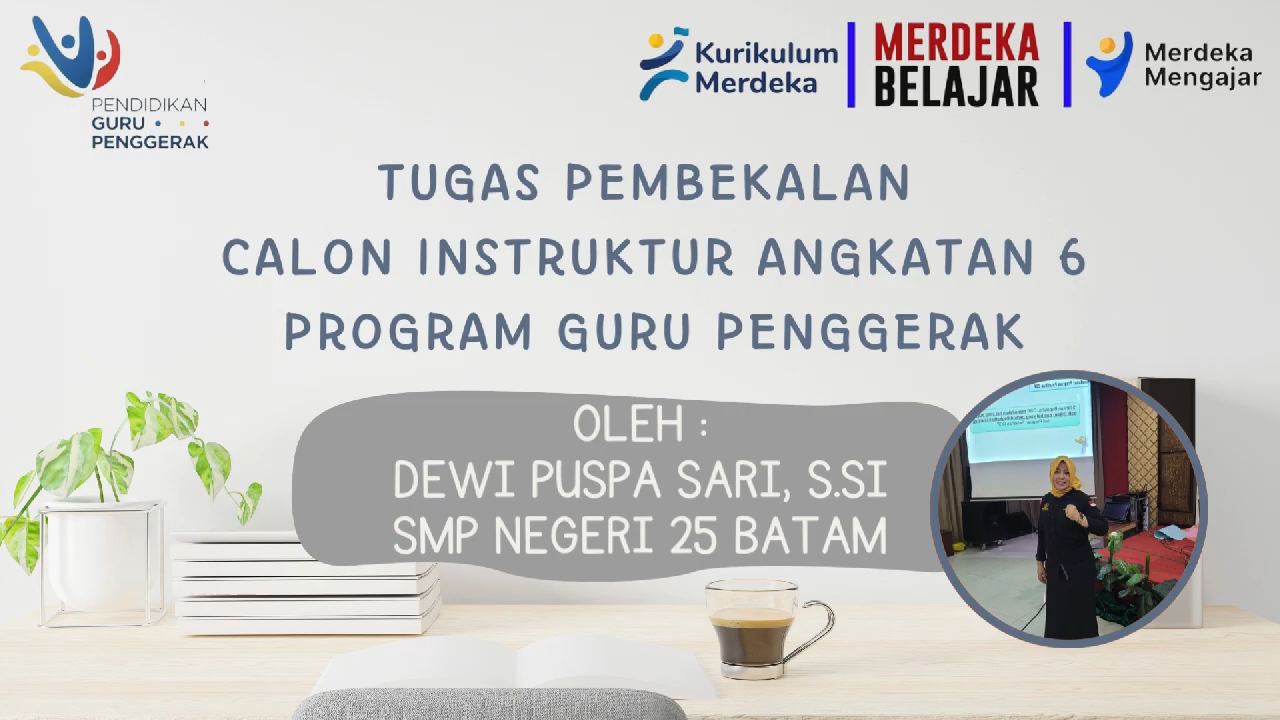 PENDIDIKAN
GURU
PENGGERAK
Kurikulum
Merdeka
MERDEKA
BELAJAR
Merdeka
Mengajar
TUGAS PEMBEKALAN
CALON INSTRUKTUR ANGKATAN 6
PROGRAM GURU PENGGERAK
OLEH :
DEWI PUSPA SARI, S.SI
SMP NEGERI 25 BATAM